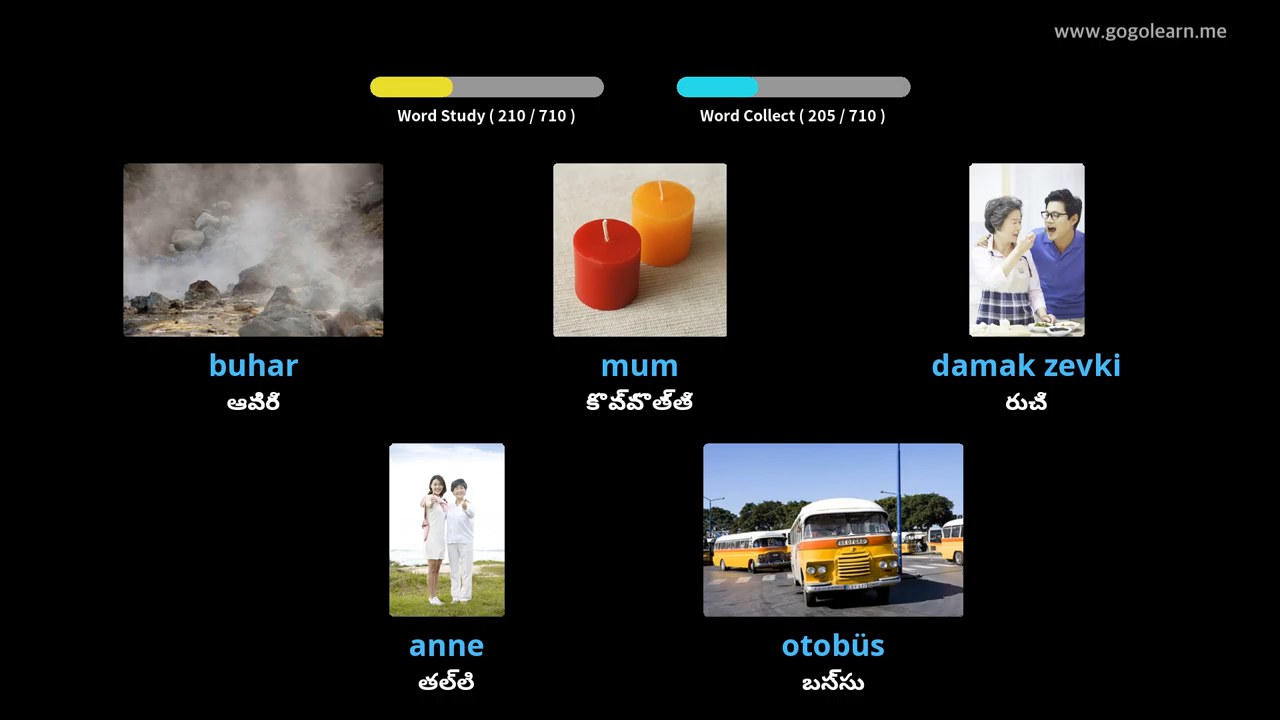 www.gogolearn.me
Word Study ( 210 / 710 )
Word Collect ( 205 / 710 )
buhar
ఆవిరి
mum
కొవ్వొత్తి
damak zevki
రుచి
BEDFORD
anne
తల్లి
otobüs
బస్సు